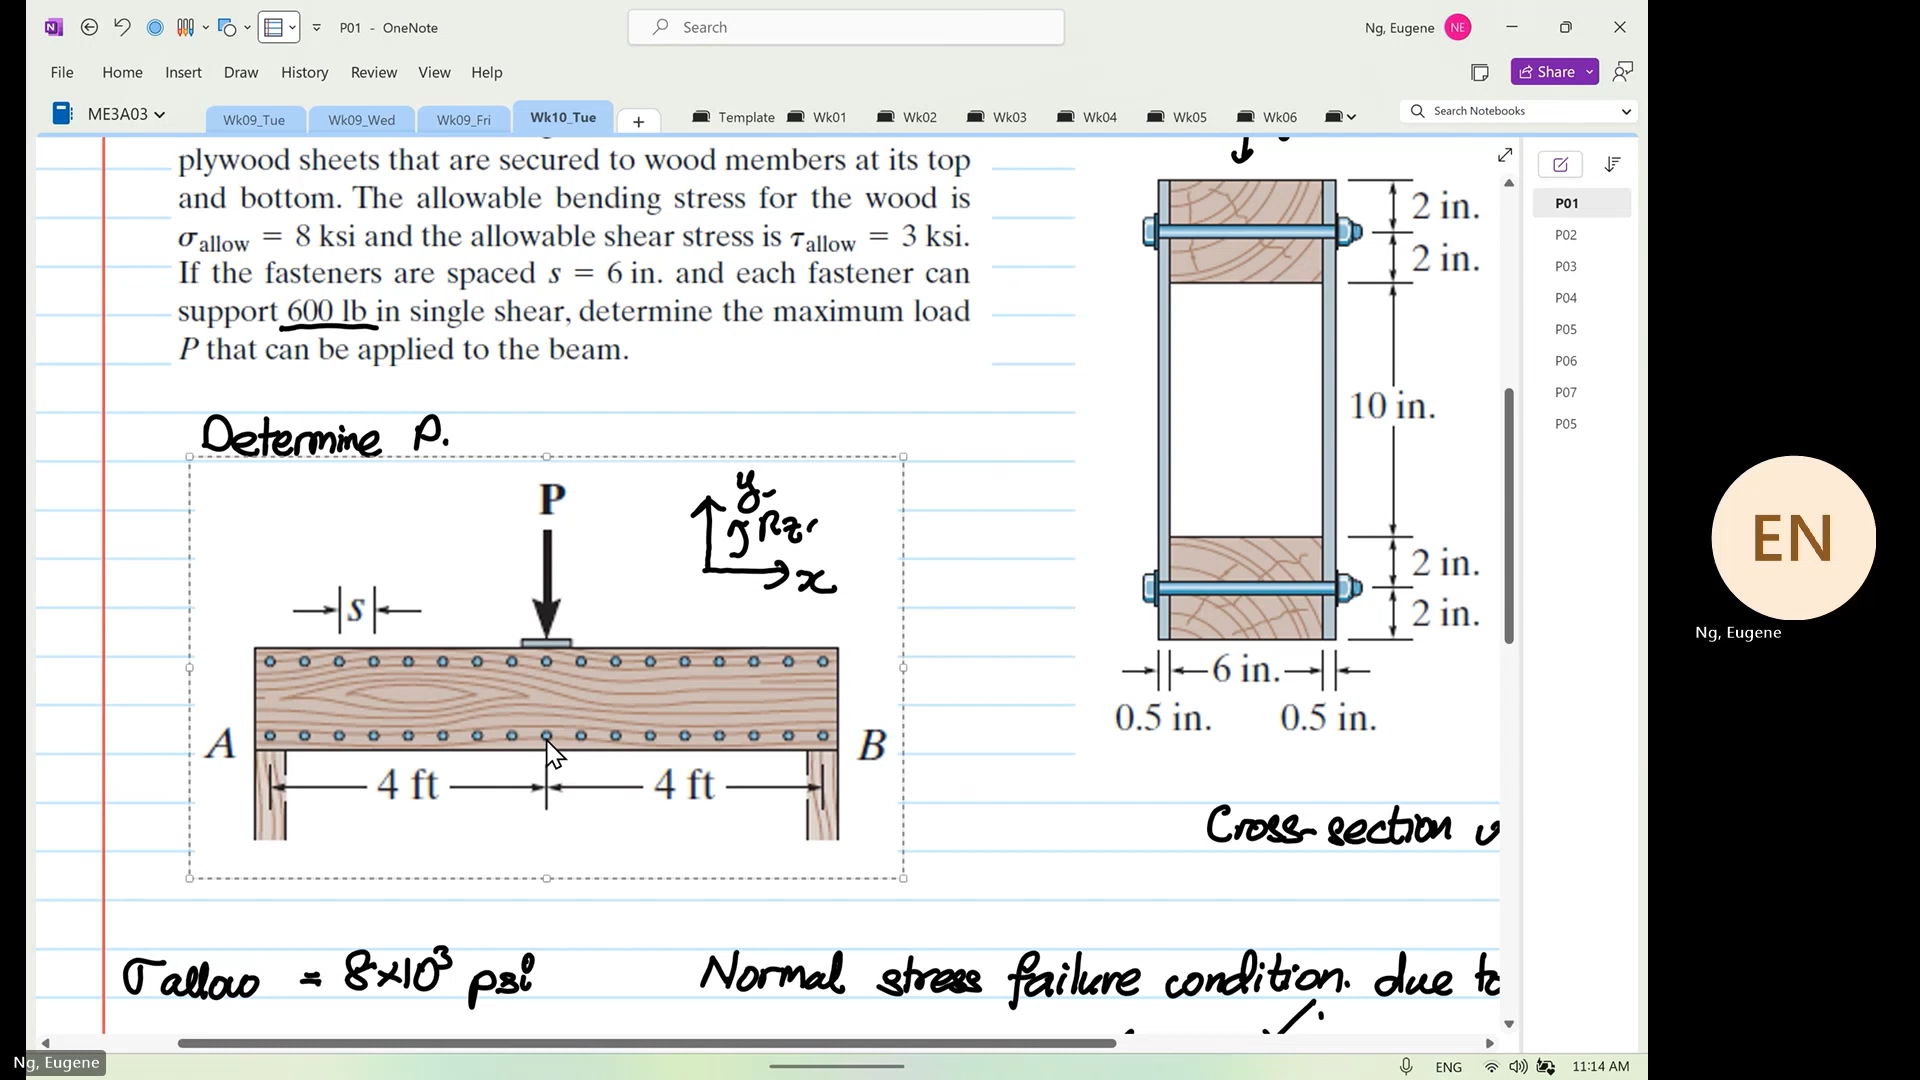 P01 - OneNote
Search
Ng, Eugene
NE
File
Home
Insert
Draw
History
Review
View
Help
Share
ME3A03
Wk09_Tue
Wk09_Wed
Wk09_Fri
Wk10_Tue
+
Template
Wk01
Wk02
Wk03
Wk04
Wk05
Wk06
Search Notebooks
plywood sheets that are secured to wood members at its top
and bottom. The allowable bending stress for the wood is
σallow = 8 ksi and the allowable shear stress is τallow = 3 ksi.
If the fasteners are spaced s = 6 in. and each fastener can
support 600 lb in single shear, determine the maximum load
P that can be applied to the beam.
Determine P.
P
y
Rz
x
s
A
B
4 ft
4 ft
2 in.
2 in.
10 in.
2 in.
2 in.
6 in.
0.5 in.
0.5 in.
Cross-section
σallow = 8×10³ psi
Normal stress failure condition. due to
P01
P02
P03
P04
P05
P06
P07
P05
EN
Ng, Eugene
Ng, Eugene
ENG
11:14 AM